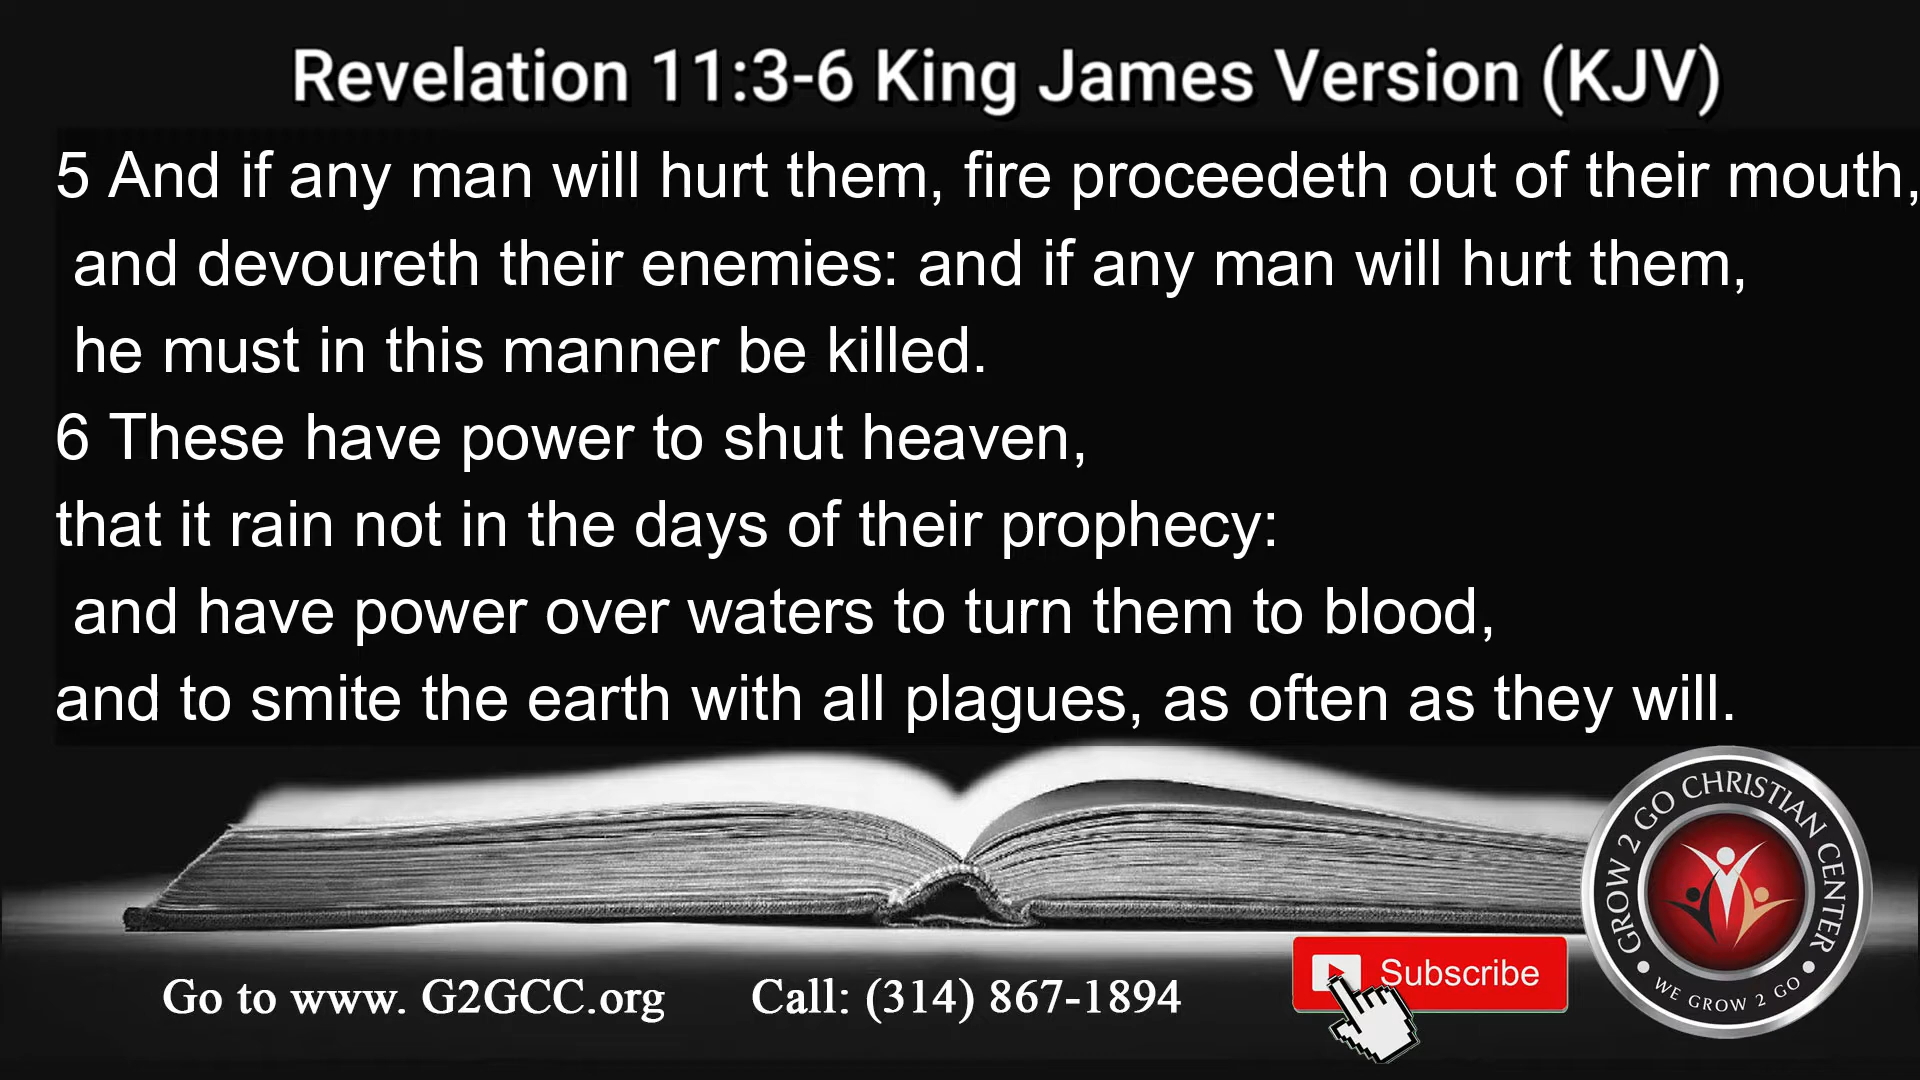 Revelation 11:3-6 King James Version (KJV)
5 And if any man will hurt them, fire proceedeth out of their mouth,
and devoureth their enemies: and if any man will hurt them,
he must in this manner be killed.
6 These have power to shut heaven,
that it rain not in the days of their prophecy:
and have power over waters to turn them to blood,
and to smite the earth with all plagues, as often as they will.
GROW 2 GO CHRISTIAN CENTER
WE GROW 2 GO
Go to www. G2GCC.org
Call: (314) 867-1894
Subscribe